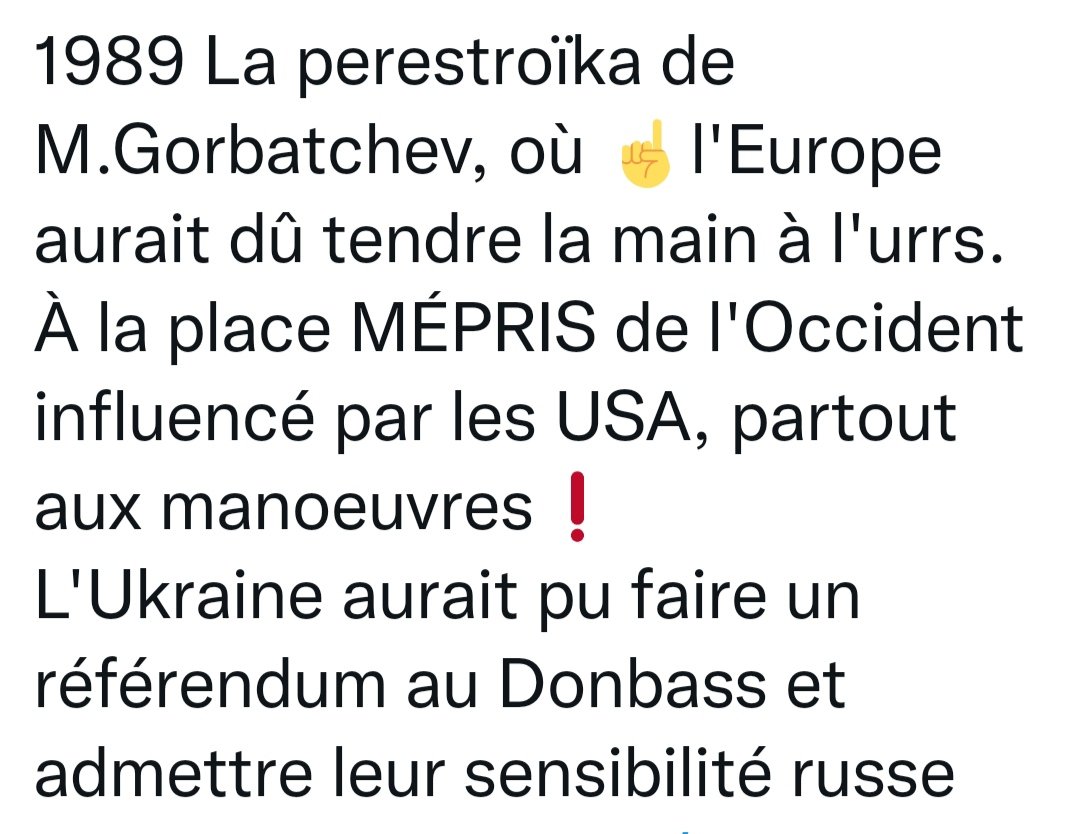 1989 La perestroïka de
M.Gorbatchev, où ☝️ l'Europe
aurait dû tendre la main à l'urrs.
À la place MÉPRIS de l'Occident
influencé par les USA, partout
aux manoeuvres ❗
L'Ukraine aurait pu faire un
référendum au Donbass et
admettre leur sensibilité russe